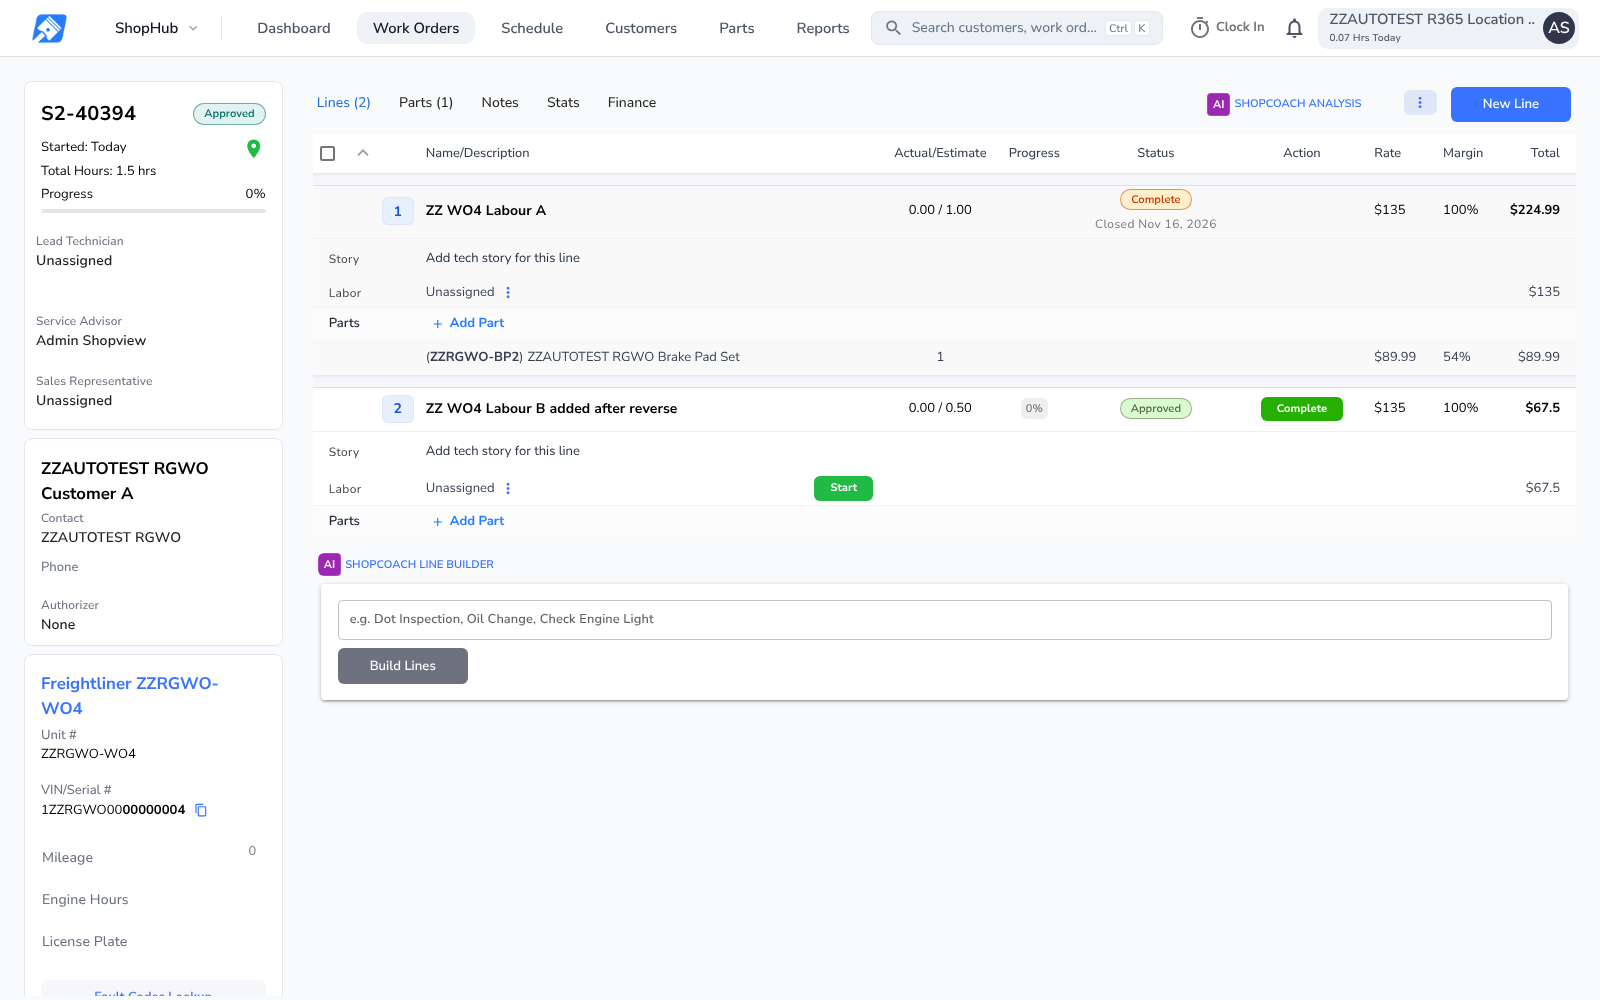 ShopHub
Dashboard
Work Orders
Schedule
Customers
Parts
Reports
Search customers, work ord... Ctrl K
Clock In
ZZAUTOTEST R365 Location ..
0.07 Hrs Today
AS
S2-40394
Approved
Started: Today
Total Hours: 1.5 hrs
Progress 0%
Lead Technician
Unassigned
Service Advisor
Admin Shopview
Sales Representative
Unassigned
ZZAUTOTEST RGWO
Customer A
Contact
ZZAUTOTEST RGWO
Phone
Authorizer
None
Freightliner ZZRGWO-
WO4
Unit #
ZZRGWO-WO4
VIN/Serial #
1ZZRGWO0000000004
Mileage 0
Engine Hours
License Plate
Fault Codes Lookup
Lines (2) Parts (1) Notes Stats Finance
AI SHOPCOACH ANALYSIS
New Line
Name/Description Actual/Estimate Progress Status Action Rate Margin Total
1 ZZ WO4 Labour A 0.00 / 1.00 Complete $135 100% $224.99
Closed Nov 16, 2026
Story Add tech story for this line
Labor Unassigned $135
Parts + Add Part
(ZZRGWO-BP2) ZZAUTOTEST RGWO Brake Pad Set 1 $89.99 54% $89.99
2 ZZ WO4 Labour B added after reverse 0.00 / 0.50 0% Approved Complete $135 100% $67.5
Story Add tech story for this line
Labor Unassigned Start $67.5
Parts + Add Part
AI SHOPCOACH LINE BUILDER
e.g. Dot Inspection, Oil Change, Check Engine Light
Build Lines